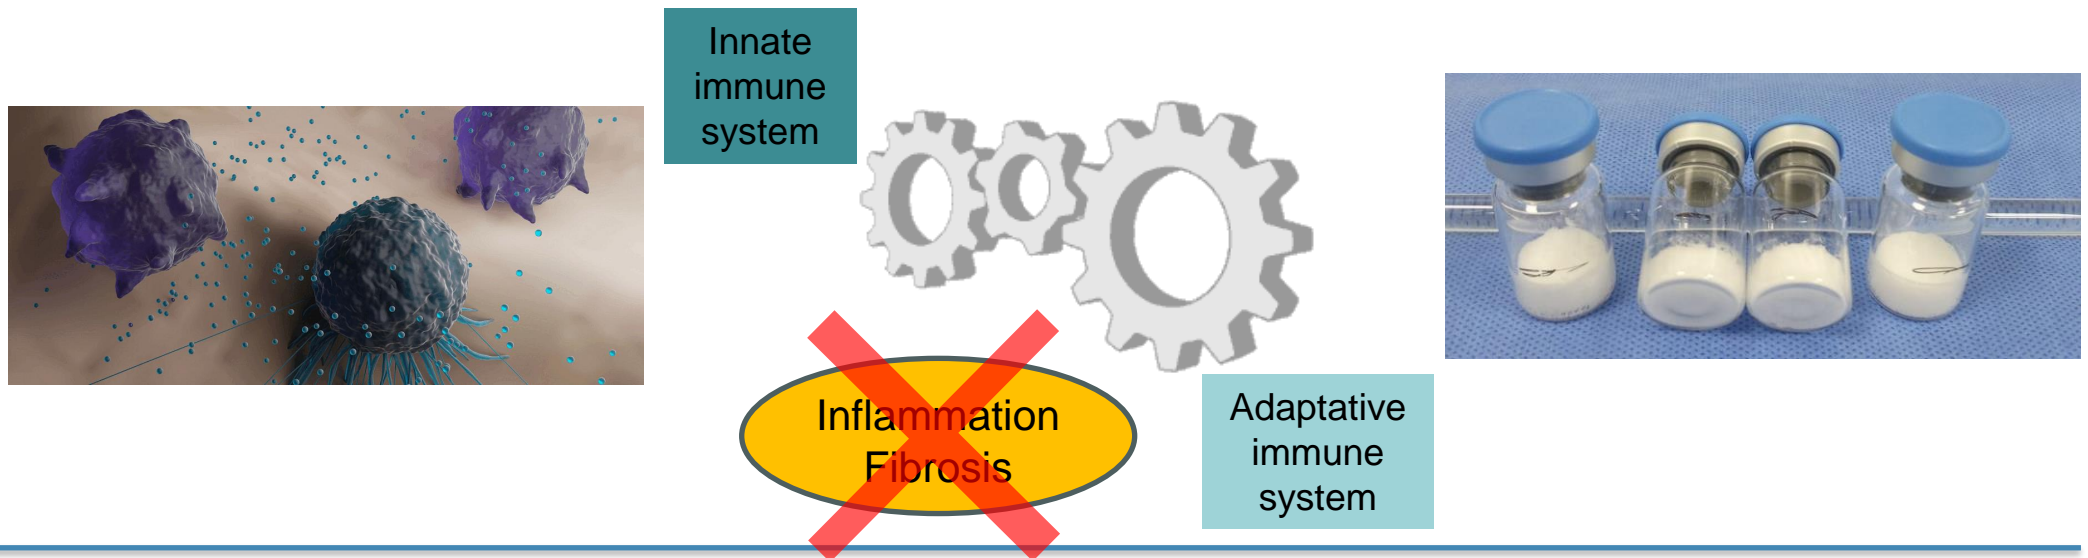 Innate
immune
system
Inflammation
Fibrosis
Adaptative
immune
system